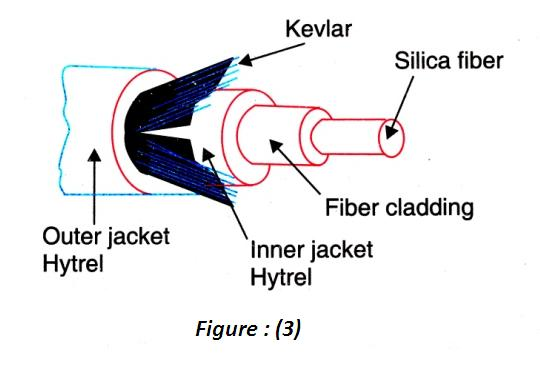 Kevlar
Silica fiber
Fiber cladding
Outer jacket
Hytrel
Inner jacket
Hytrel
Figure : (3)